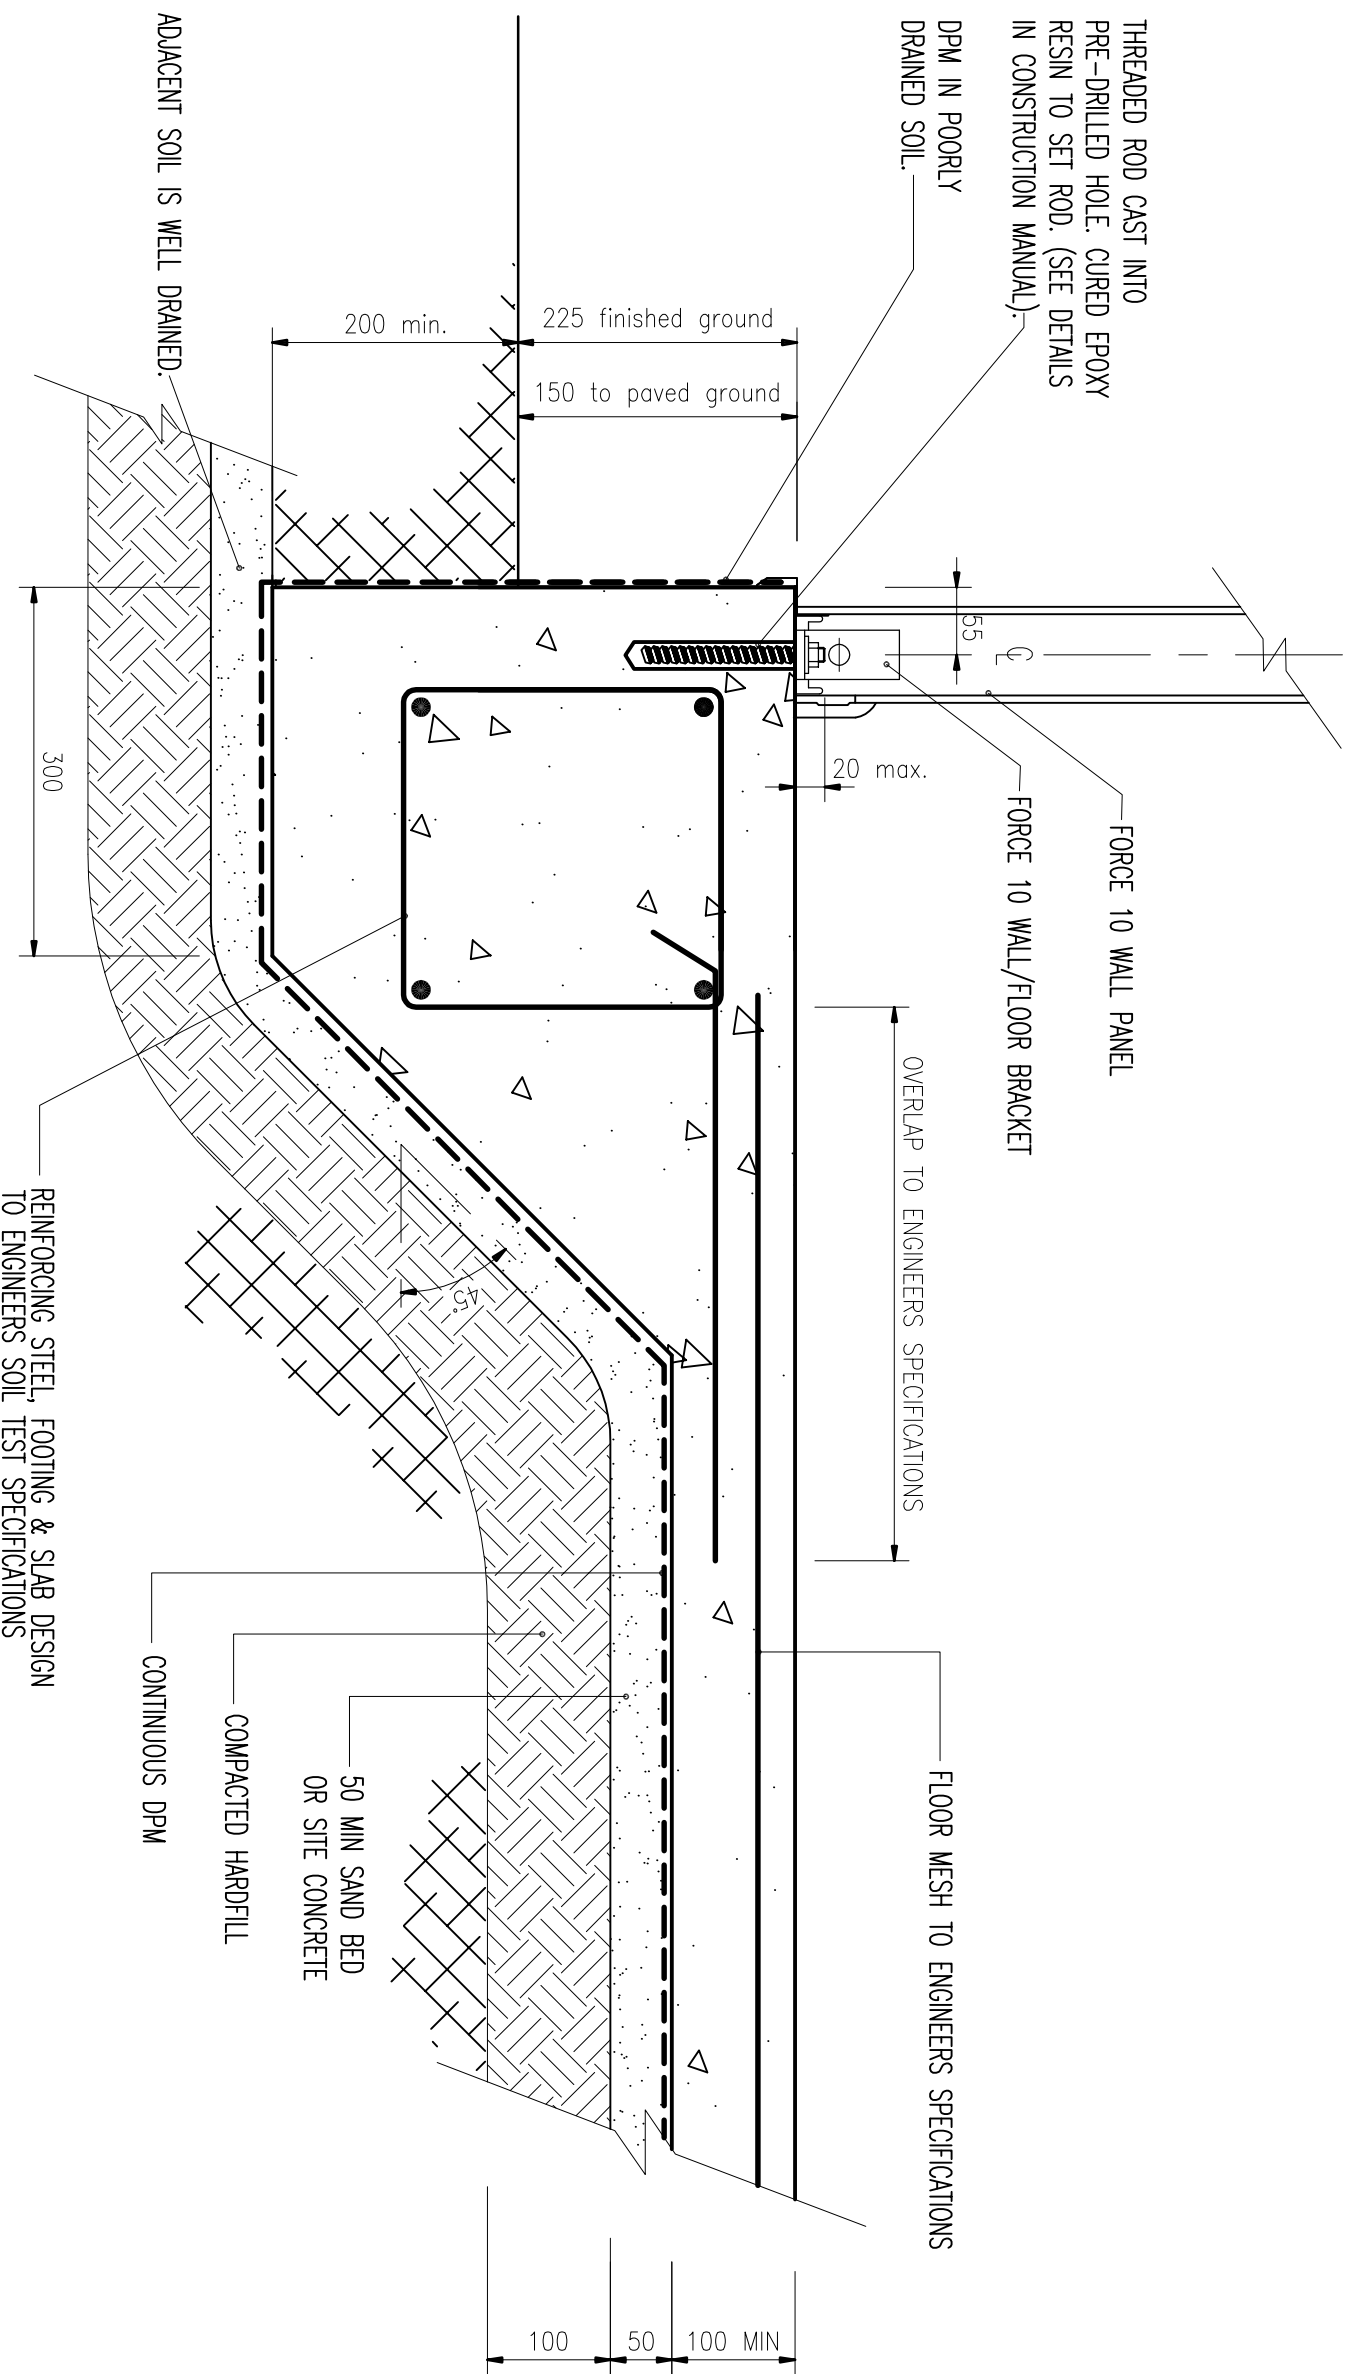 THREADED ROD CAST INTO
PRE-DRILLED HOLE. CURED EPOXY
RESIN TO SET ROD. (SEE DETAILS
IN CONSTRUCTION MANUAL).
DPM IN POORLY
DRAINED SOIL.
ADJACENT SOIL IS WELL DRAINED.
200 min.
225 finished ground
150 to paved ground
55
C
L
20 max.
FORCE 10 WALL PANEL
FORCE 10 WALL/FLOOR BRACKET
OVERLAP TO ENGINEERS SPECIFICATIONS
300
45°
REINFORCING STEEL, FOOTING & SLAB DESIGN
TO ENGINEERS SOIL TEST SPECIFICATIONS
FLOOR MESH TO ENGINEERS SPECIFICATIONS
50 MIN SAND BED
OR SITE CONCRETE
COMPACTED HARDFILL
CONTINUOUS DPM
100
50
100 MIN